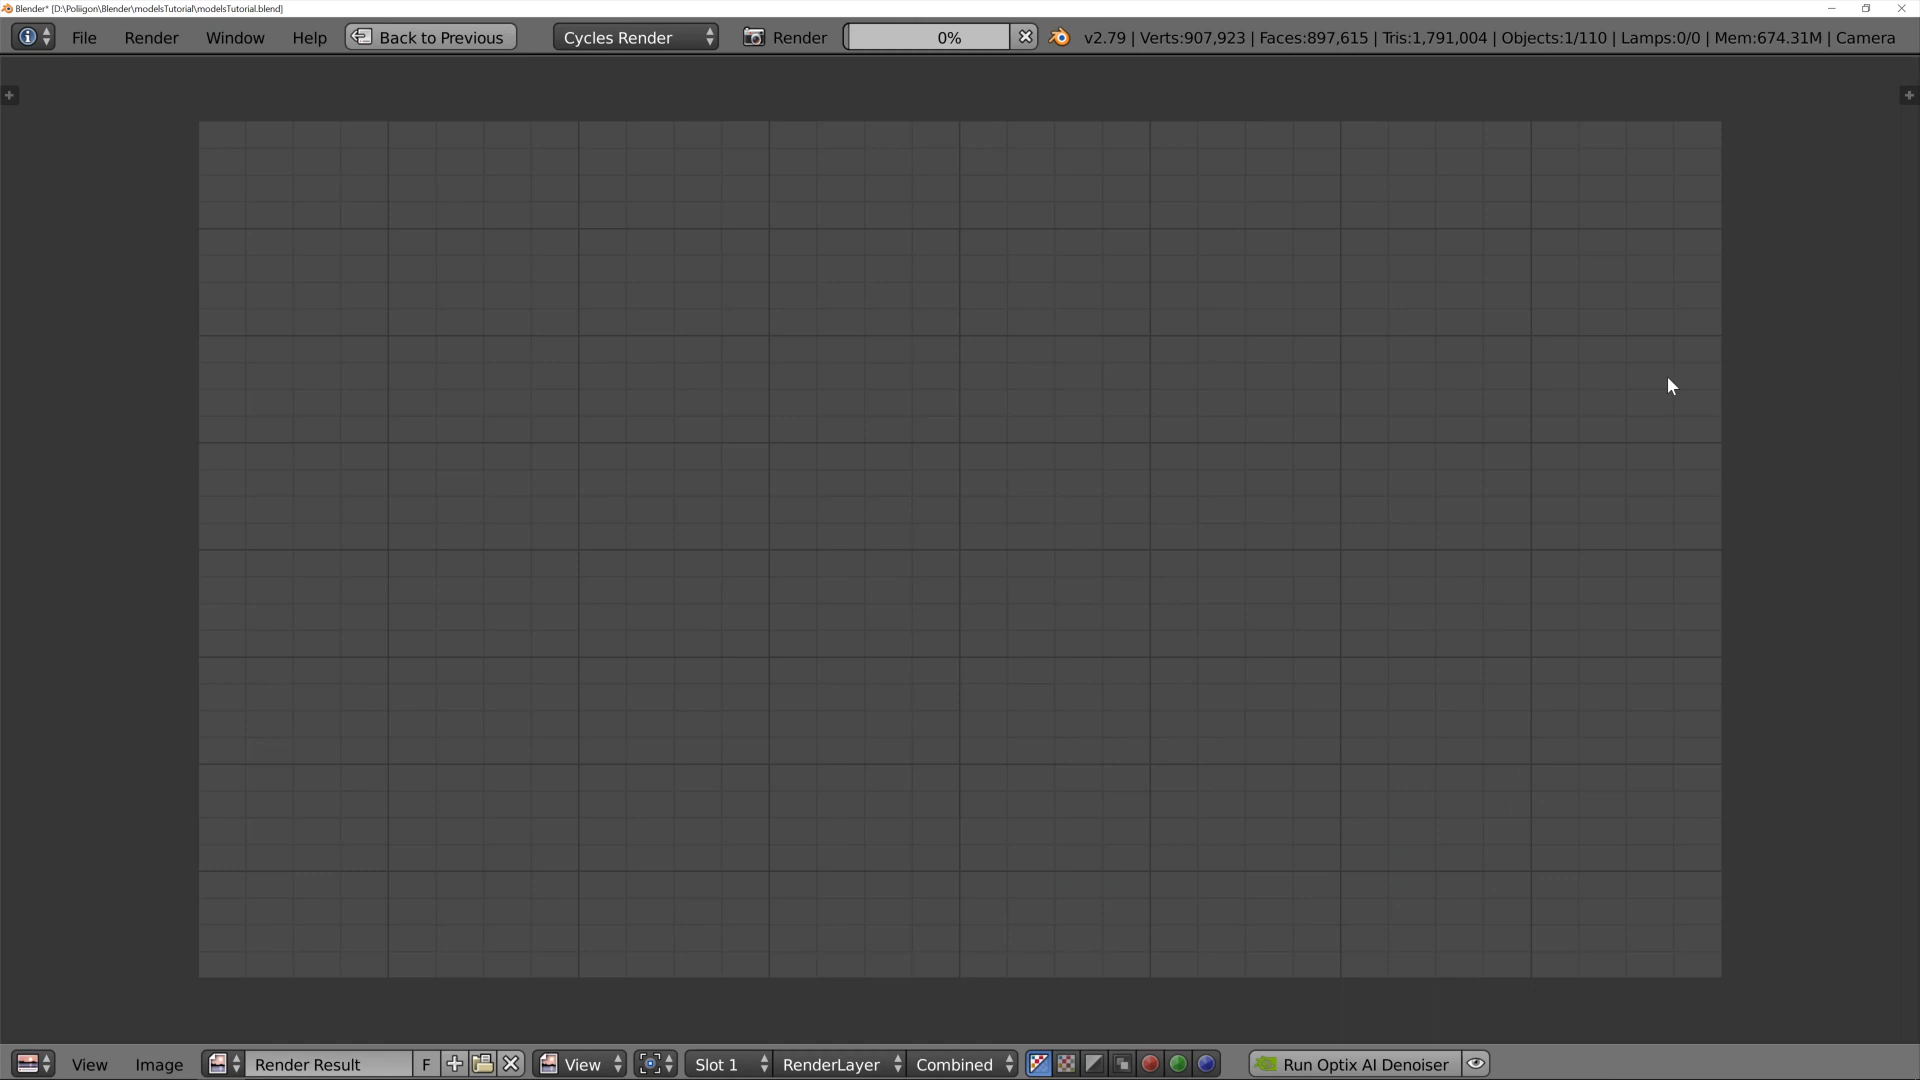 Blender* [D:\Poliigon\Blender\modelsTutorial\modelsTutorial.blend]
File Render Window Help Back to Previous Cycles Render Render 0% v2.79 | Verts:907,923 | Faces:897,615 | Tris:1,791,004 | Objects:1/110 | Lamps:0/0 | Mem:674.31M | Camera
View Image Render Result F View Slot 1 RenderLayer Combined Run Optix AI Denoiser